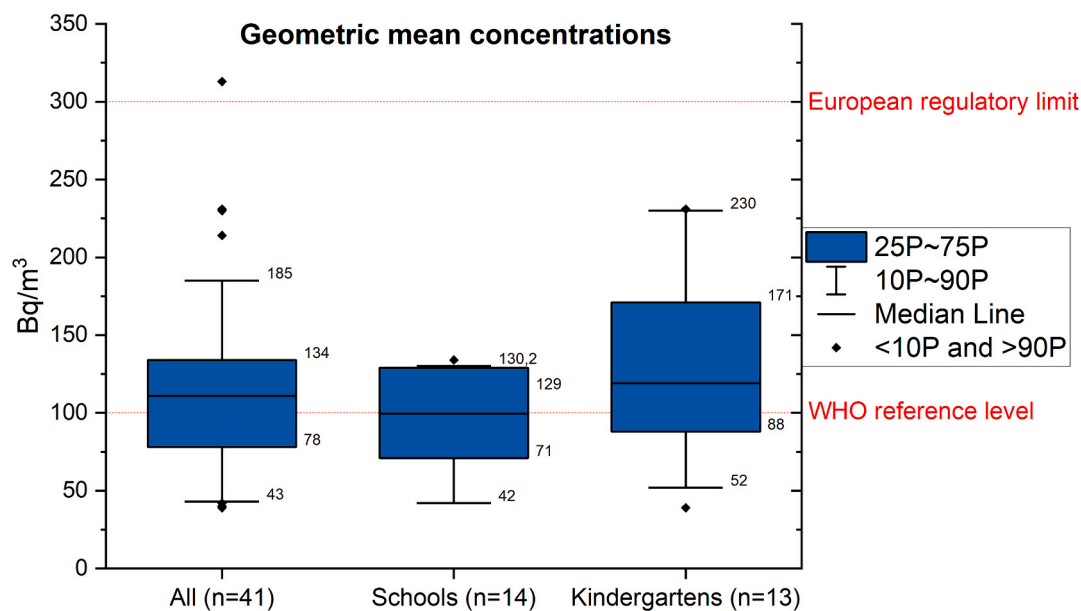 Geometric mean concentrations
Bq/m³
350
300
250
200
150
100
50
0
European regulatory limit
WHO reference level
185
134
78
43
130,2
129
71
42
230
171
88
52
25P~75P
10P~90P
Median Line
<10P and >90P
All (n=41)
Schools (n=14)
Kindergartens (n=13)